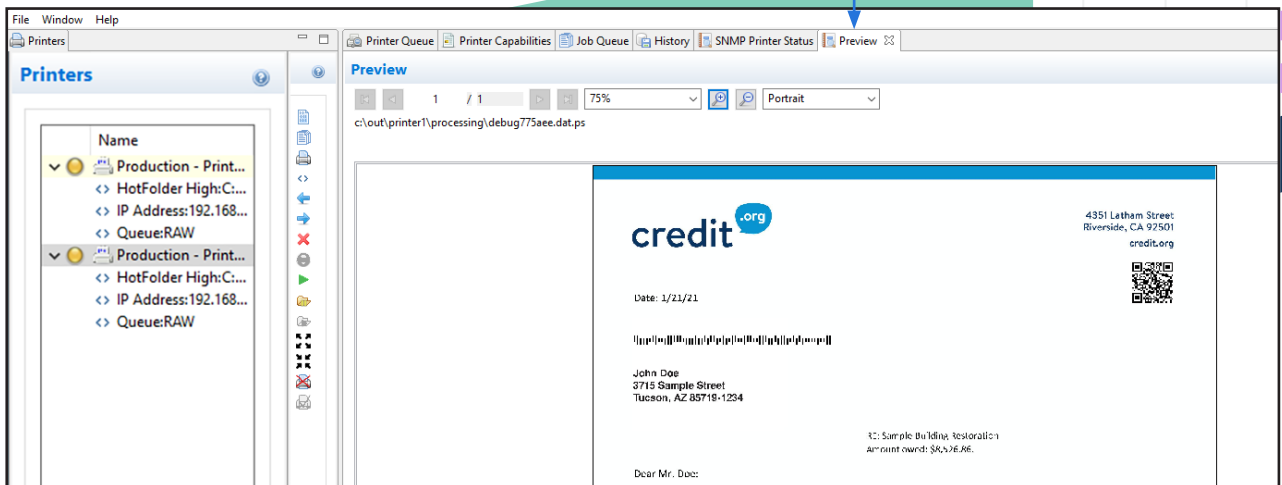 File Window Help
Printers
Printer Queue Printer Capabilities Job Queue History SNMP Printer Status Preview
Printers
Preview
1 / 1 75% Portrait
c:\out\printer1\processing\debug775aee.dat.ps
Name
Production - Print...
HotFolder High:C:...
IP Address:192.168...
Queue:RAW
Production - Print...
HotFolder High:C:...
IP Address:192.168...
Queue:RAW
credit.org
4351 Latham Street
Riverside, CA 92501
credit.org
Date: 1/21/21
John Doe
3715 Sample Street
Tucson, AZ 85719-1234
RE: Sample Building Restoration
Amount owed: $8,526.86.
Dear Mr. Doe: